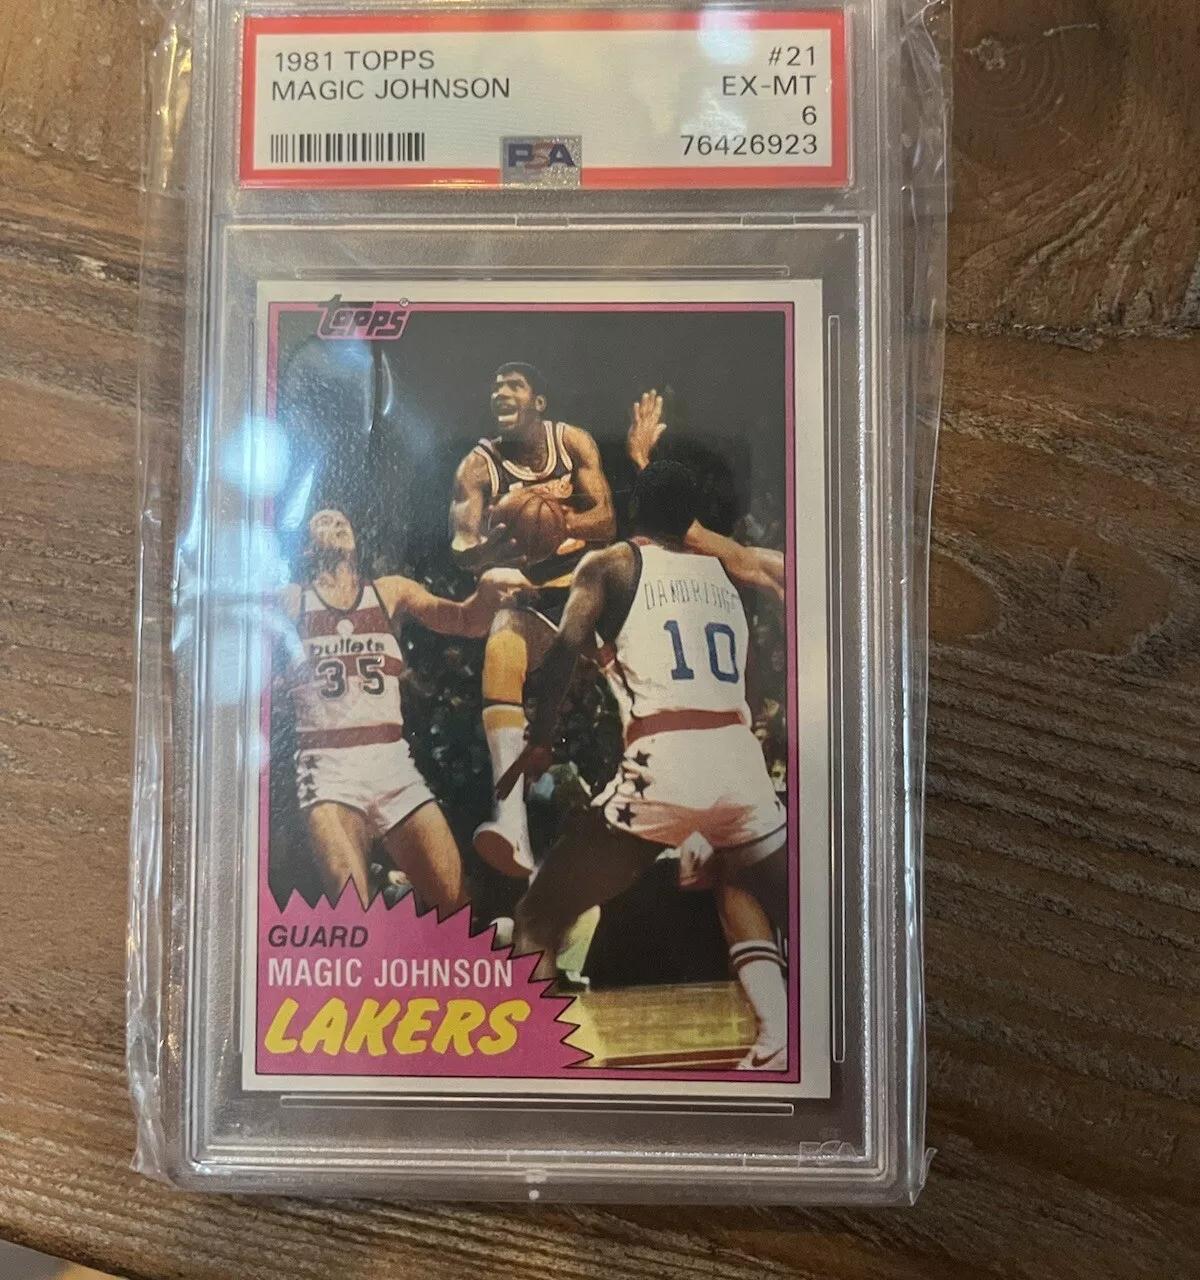 1981 TOPPS #21
MAGIC JOHNSON EX-MT
6
76426923
PSA
topps®
bullets
35
DANDRIDGE
10
GUARD
MAGIC JOHNSON
LAKERS
PSA